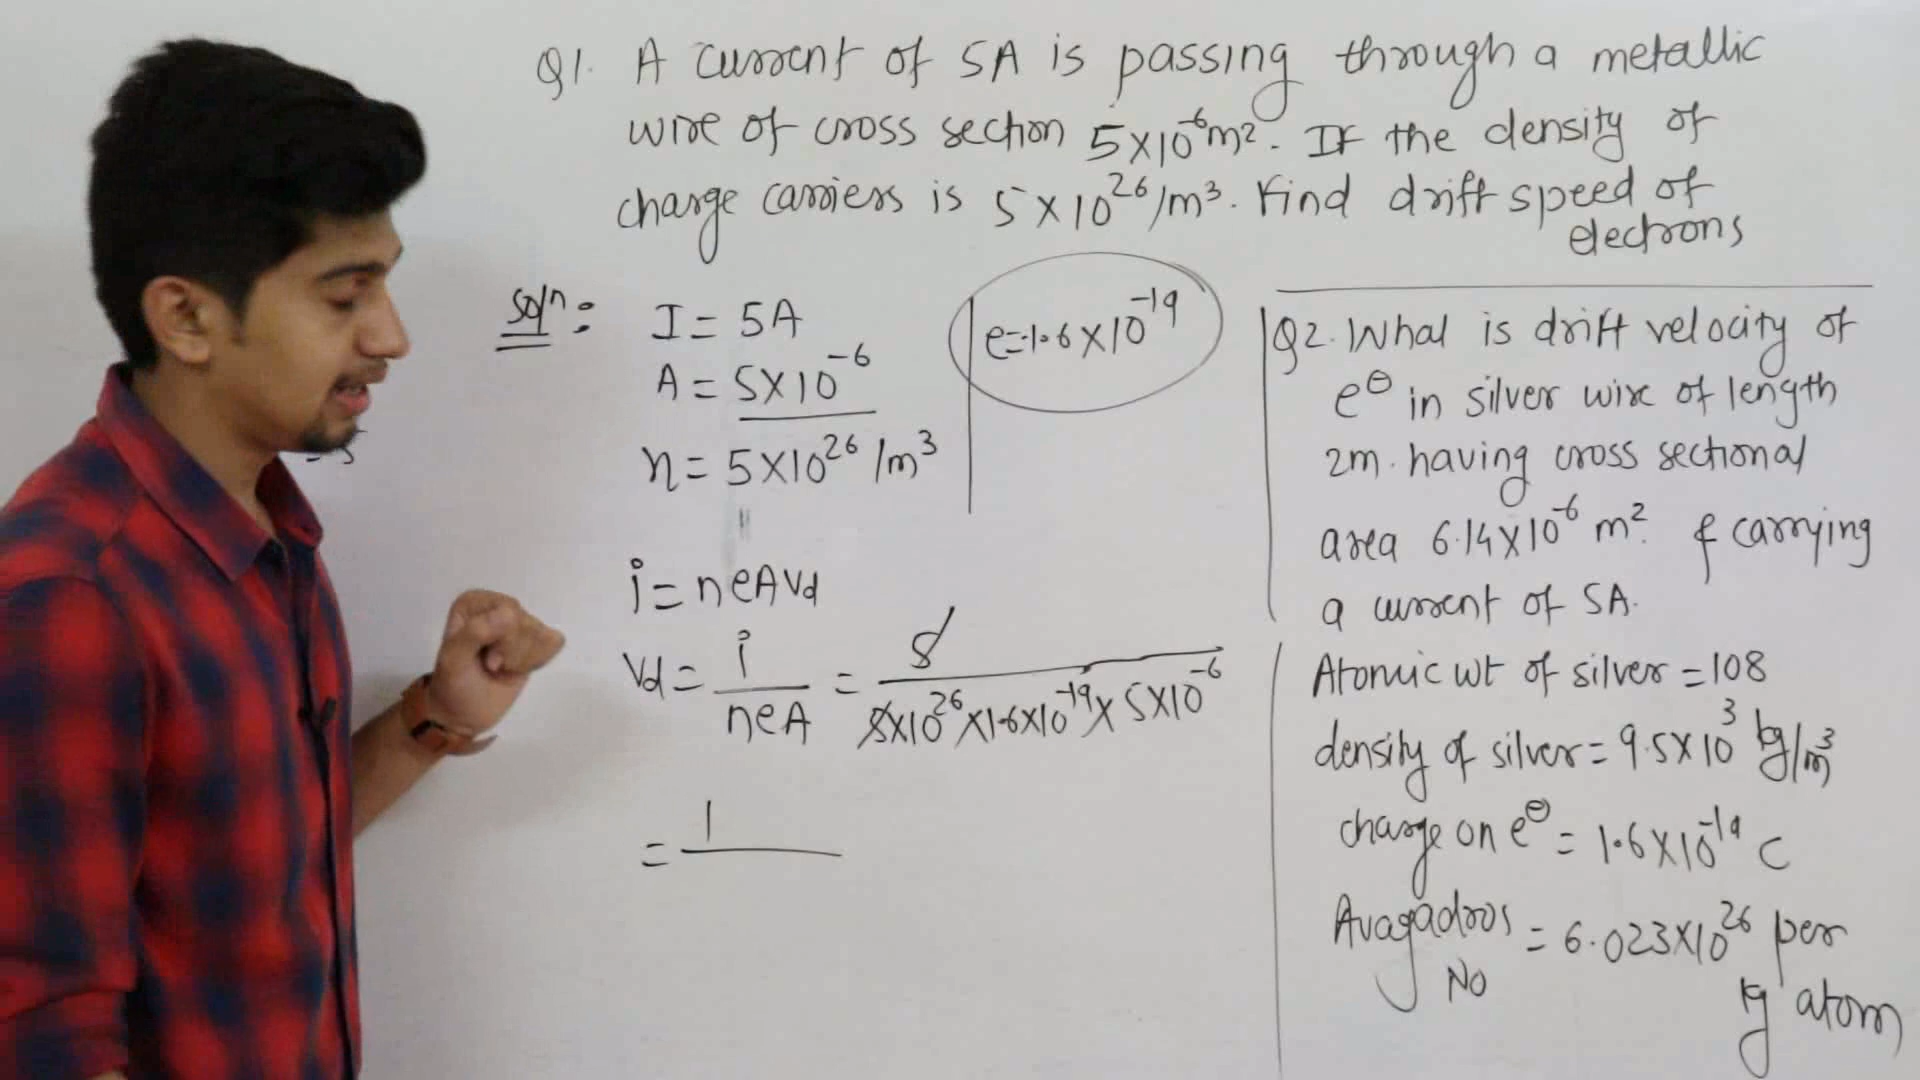 Q1. A current of 5A is passing through a metallic
wire of cross section 5×10⁻⁶m². If the density of
charge carriers is 5×10²⁶/m³. Find drift speed of
electrons
Solⁿ:
I = 5A
A = 5×10⁻⁶
n = 5×10²⁶ /m³
e=1.6×10⁻¹⁹
i = neAVd
Vd = i/neA = 5/5×10²⁶×1.6×10⁻¹⁹×5×10⁻⁶
= 1
Q2. What is drift velocity of
e⊖ in silver wire of length
2m. having cross sectional
area 6.14×10⁻⁶ m². & carrying
a current of 5A.
Atomic wt of silver = 108
density of silver = 9.5×10³ kg/m³
charge on e⊖ = 1.6×10⁻¹⁹ C
Avagadros = 6.023×10²⁶ per
No
kg atom